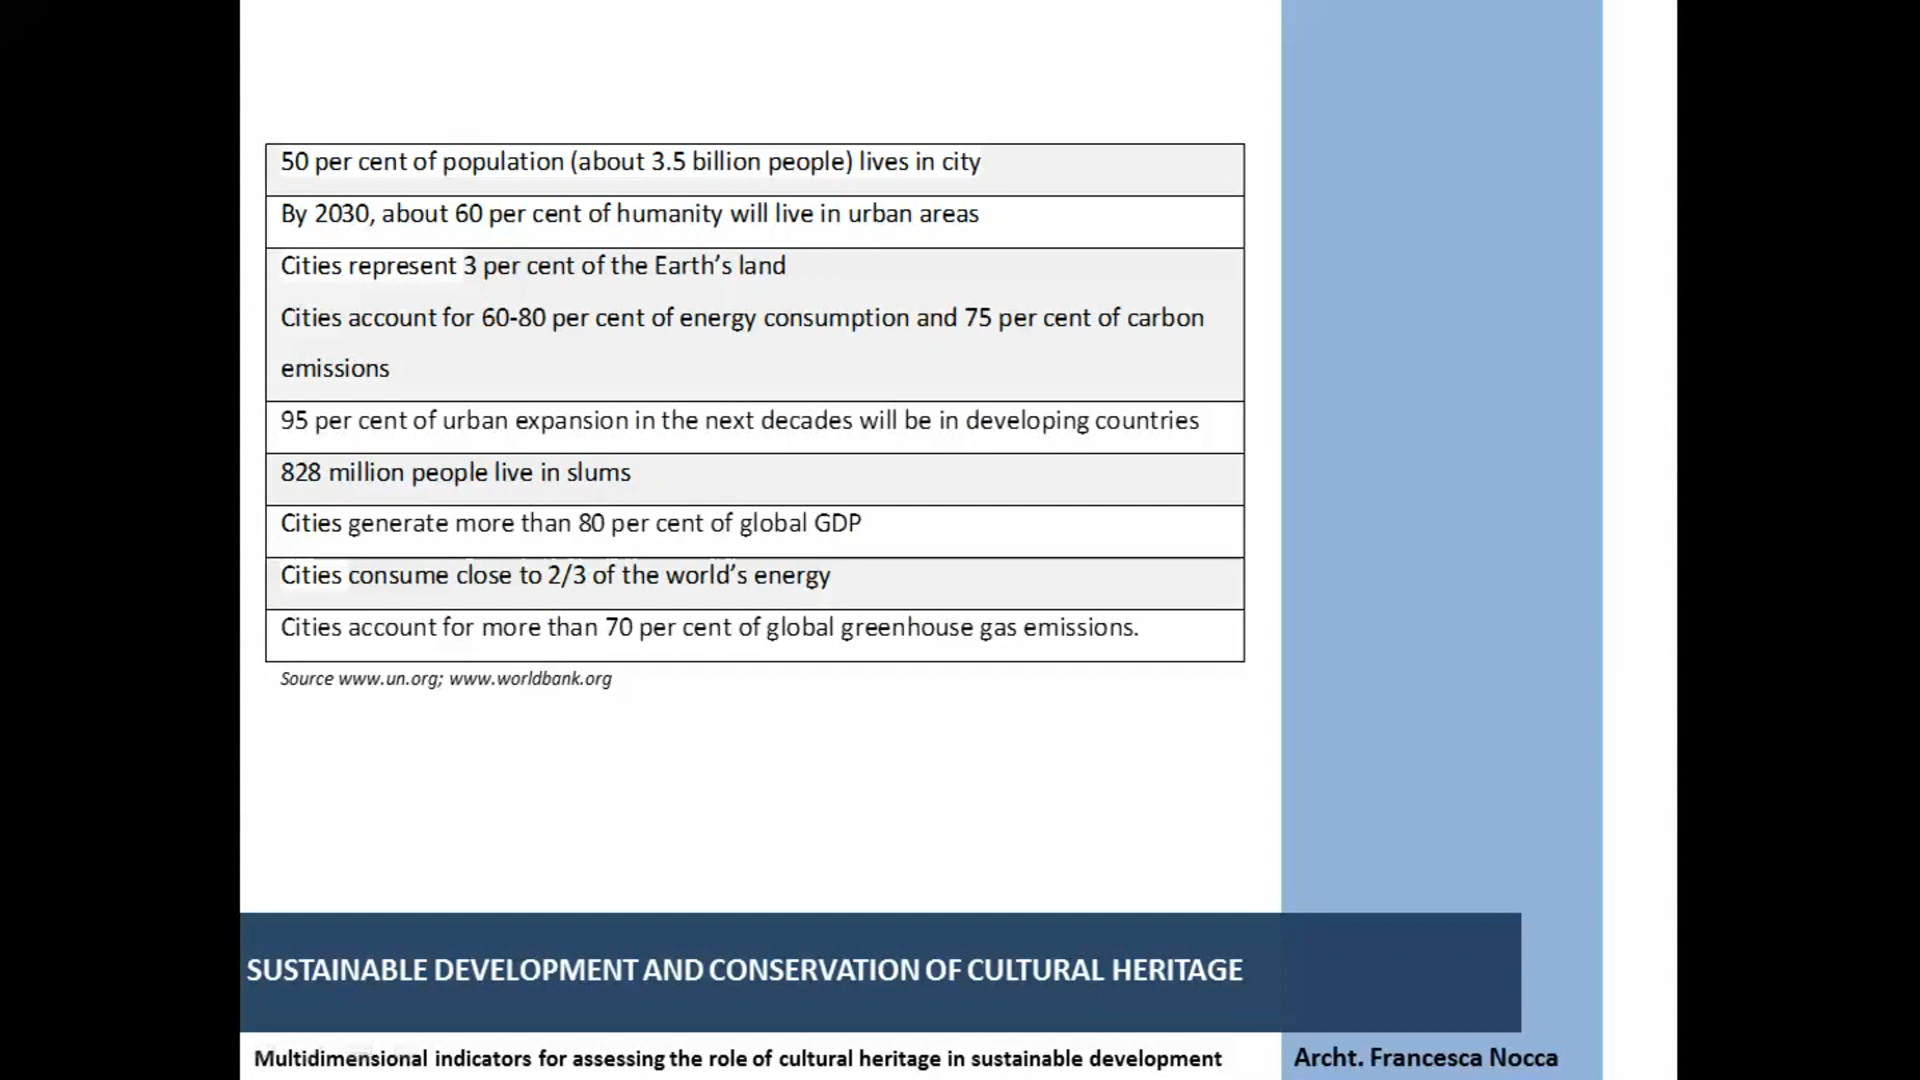 50 per cent of population (about 3.5 billion people) lives in city
By 2030, about 60 per cent of humanity will live in urban areas
Cities represent 3 per cent of the Earth’s land
Cities account for 60-80 per cent of energy consumption and 75 per cent of carbon
emissions
95 per cent of urban expansion in the next decades will be in developing countries
828 million people live in slums
Cities generate more than 80 per cent of global GDP
Cities consume close to 2/3 of the world’s energy
Cities account for more than 70 per cent of global greenhouse gas emissions.
Source www.un.org; www.worldbank.org
SUSTAINABLE DEVELOPMENT AND CONSERVATION OF CULTURAL HERITAGE
Multidimensional indicators for assessing the role of cultural heritage in sustainable development
Archt. Francesca Nocca